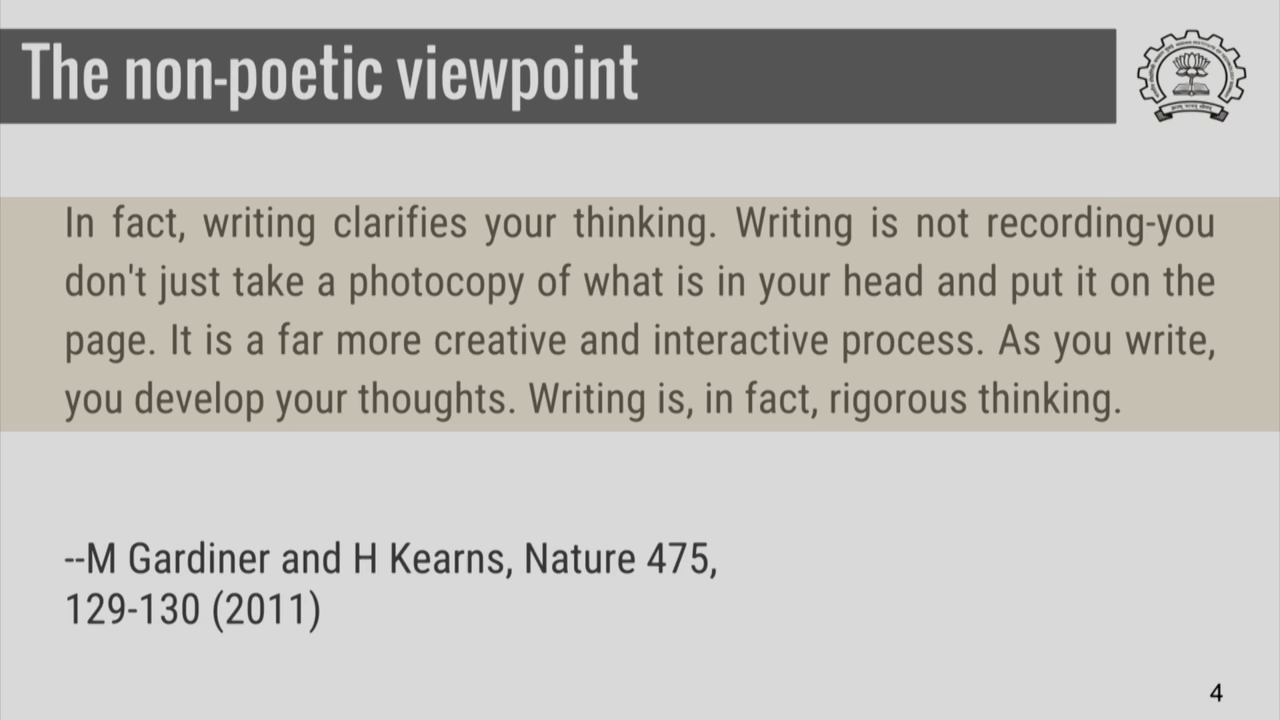 The non-poetic viewpoint
In fact, writing clarifies your thinking. Writing is not recording-you
don't just take a photocopy of what is in your head and put it on the
page. It is a far more creative and interactive process. As you write,
you develop your thoughts. Writing is, in fact, rigorous thinking.
--M Gardiner and H Kearns, Nature 475,
129-130 (2011)
4